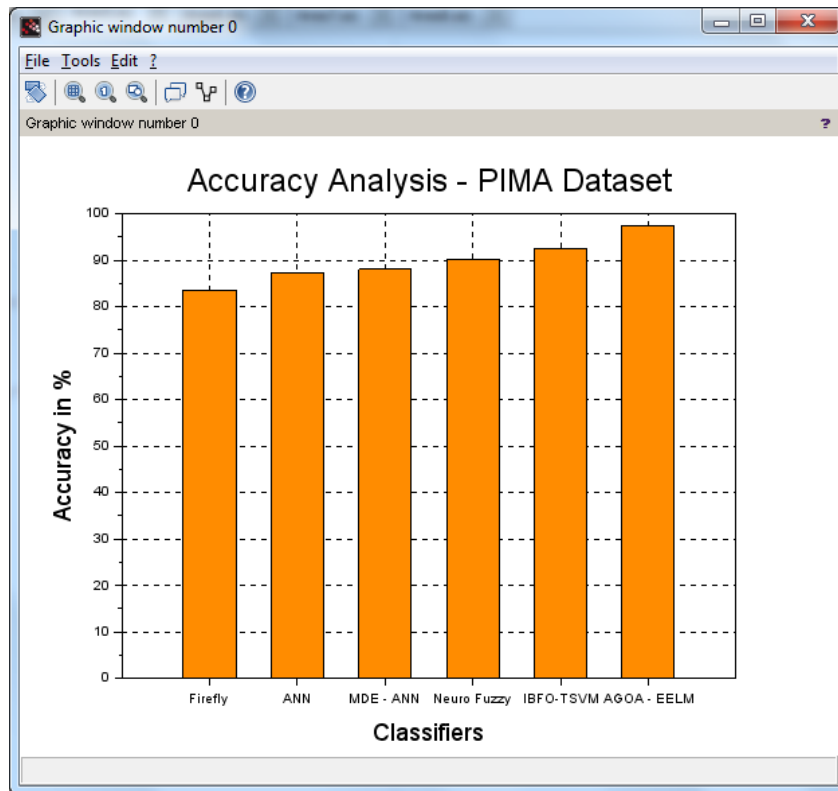 Graphic window number 0
File Tools Edit ?
Graphic window number 0 ?
Accuracy Analysis - PIMA Dataset
100
90
80
70
60
50
40
30
20
10
0
Accuracy in %
Firefly ANN MDE - ANN Neuro Fuzzy IBFO-TSVM AGOA - EELM
Classifiers